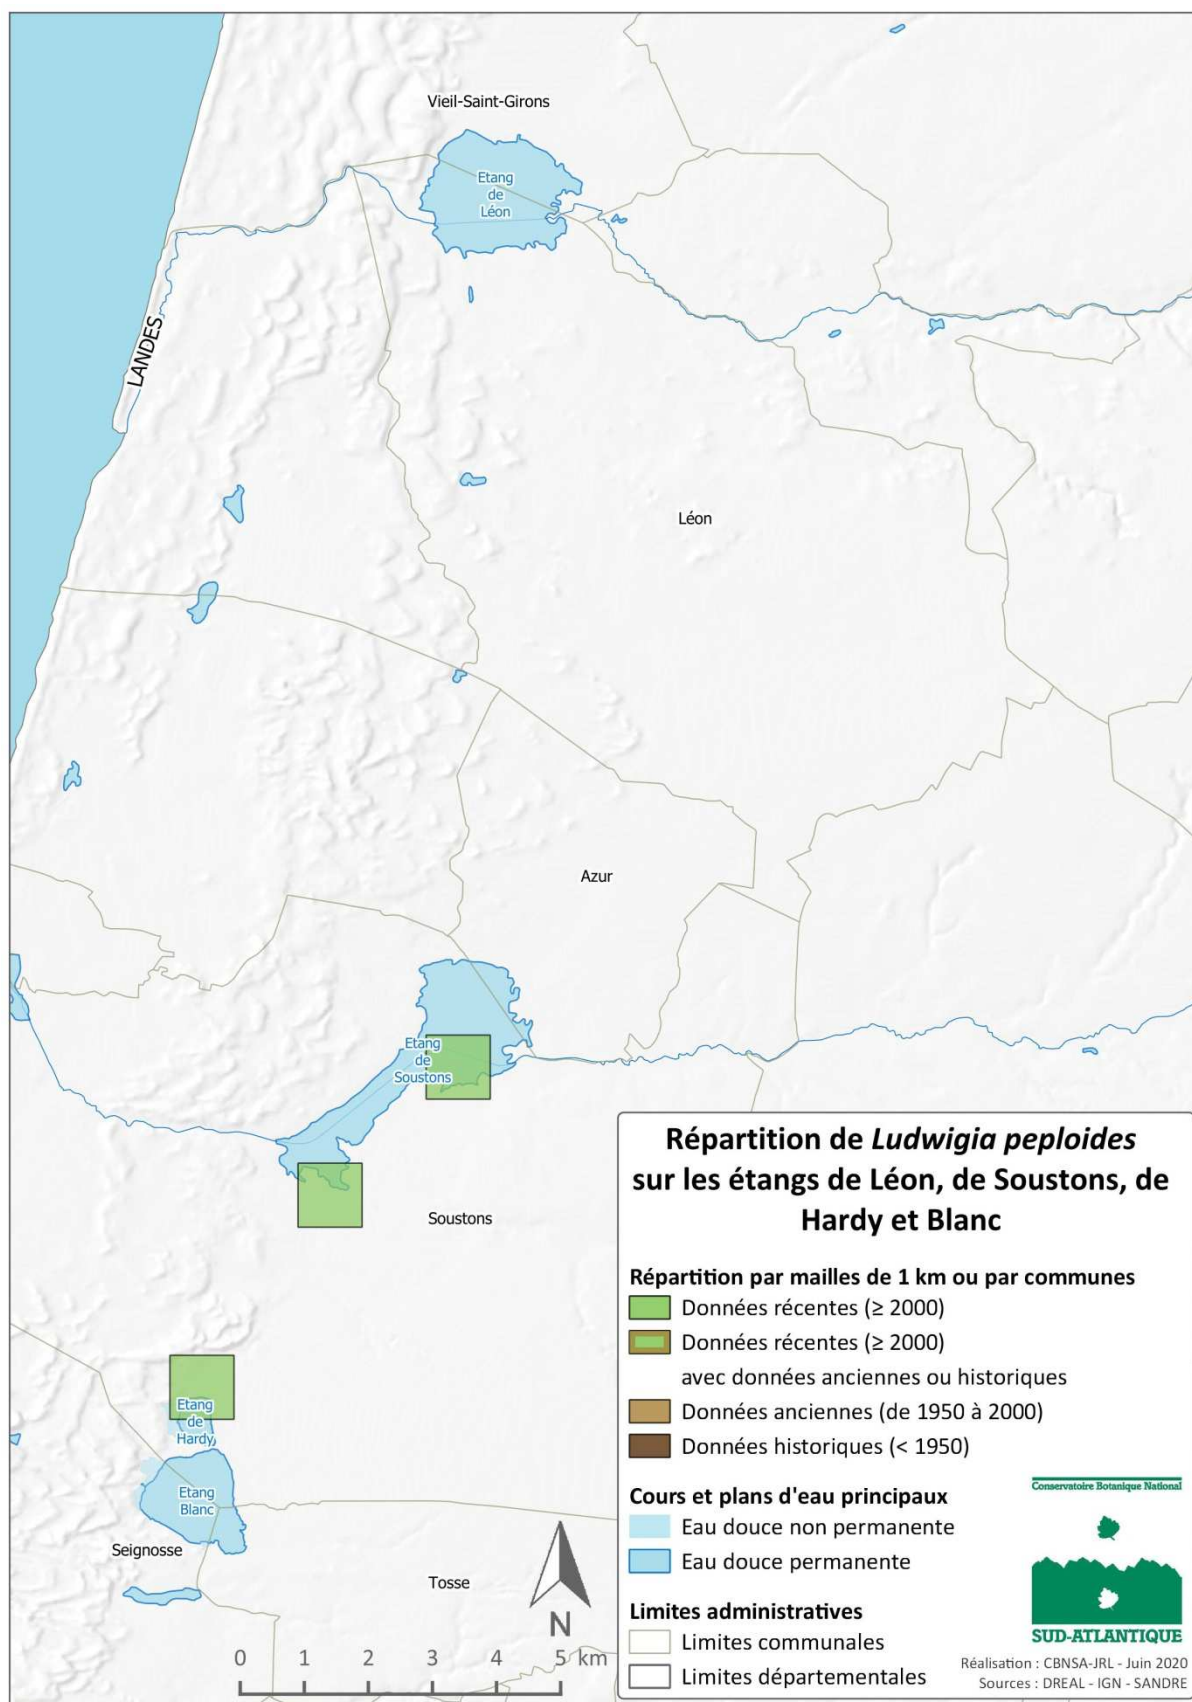 Vieil-Saint-Girons
Etang
de
Léon
LANDES
Léon
Azur
Etang
de
Soustons
Soustons
Etang
de
Hardy
Etang
Blanc
Seignosse
Tosse
N
0 1 2 3 4 5 km
Répartition de Ludwigia peploides
sur les étangs de Léon, de Soustons, de
Hardy et Blanc
Répartition par mailles de 1 km ou par communes
Données récentes (≥ 2000)
Données récentes (≥ 2000)
avec données anciennes ou historiques
Données anciennes (de 1950 à 2000)
Données historiques (< 1950)
Cours et plans d'eau principaux
Eau douce non permanente
Eau douce permanente
Limites administratives
Limites communales
Limites départementales
Conservatoire Botanique National
SUD-ATLANTIQUE
Réalisation : CBNSA-JRL - Juin 2020
Sources : DREAL - IGN - SANDRE